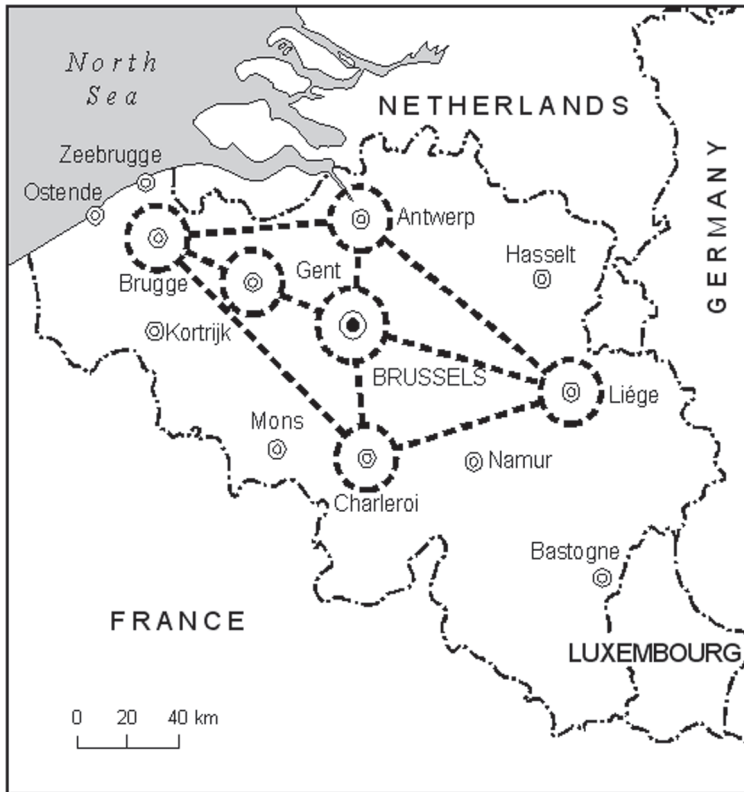 North
Sea
NETHERLANDS
GERMANY
Zeebrugge
Ostende
Antwerp
Hasselt
Gent
Brugge
Kortrijk
BRUSSELS
Liége
Mons
Namur
Charleroi
Bastogne
FRANCE
LUXEMBOURG
0 20 40 km